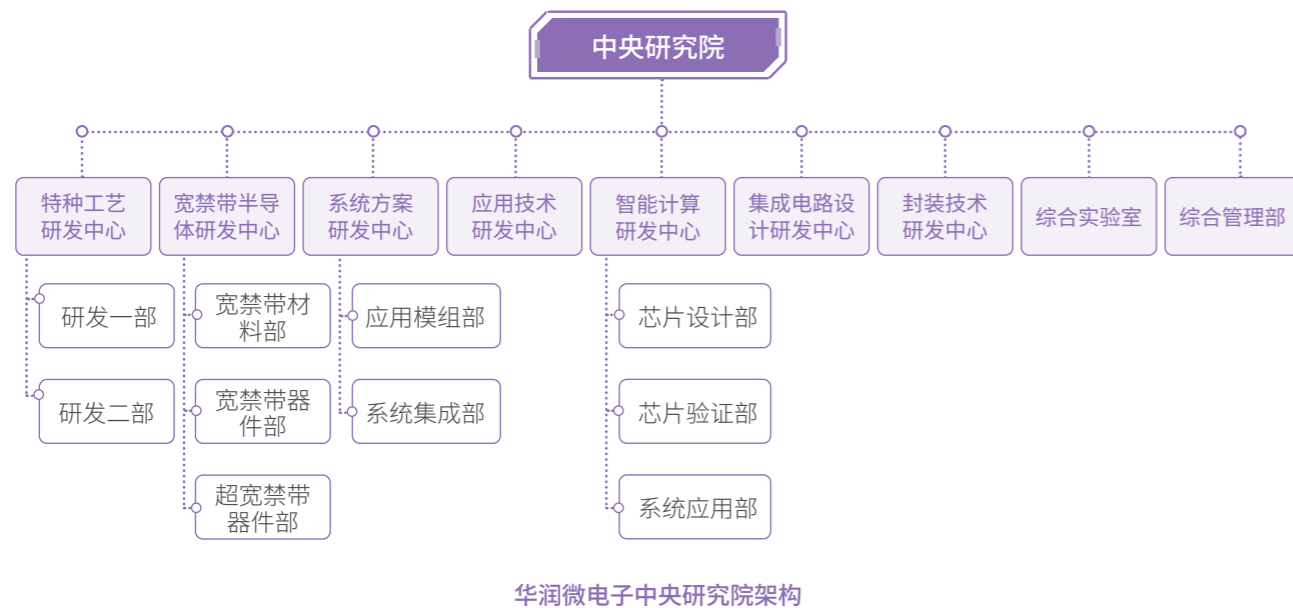 中央研究院
特种工艺
研发中心
宽禁带半导
体研发中心
系统方案
研发中心
应用技术
研发中心
智能计算
研发中心
集成电路设
计研发中心
封装技术
研发中心
综合实验室
综合管理部
研发一部
宽禁带材
料部
应用模组部
芯片设计部
研发二部
宽禁带器
件部
系统集成部
芯片验证部
超宽禁带
器件部
系统应用部
华润微电子中央研究院架构